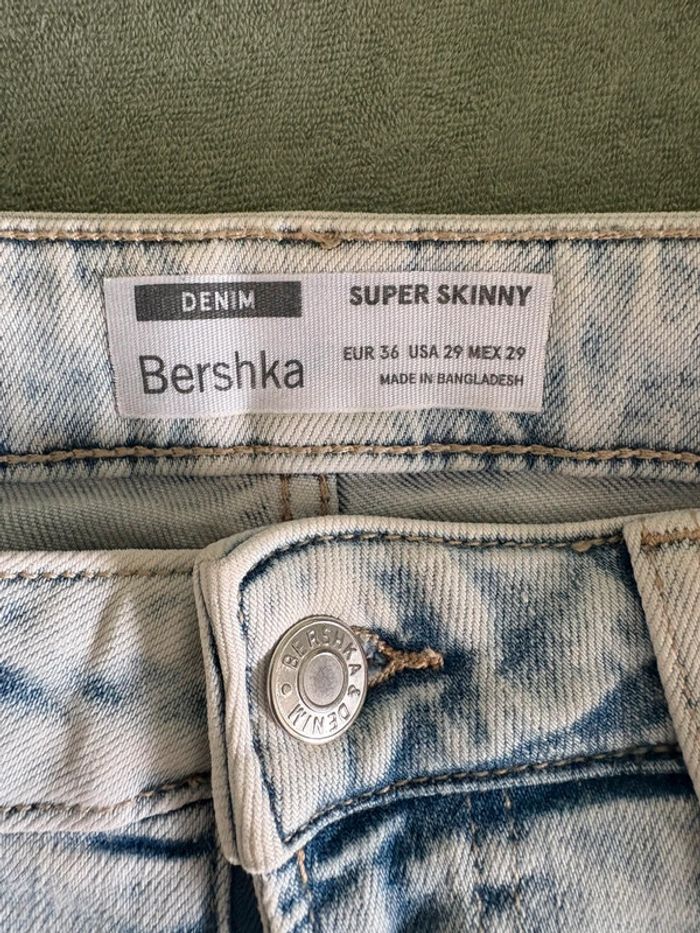 DENIM
SUPER SKINNY
Bershka
EUR 36 USA 29 MEX 29
MADE IN BANGLADESH
BERSHKA & DENIM